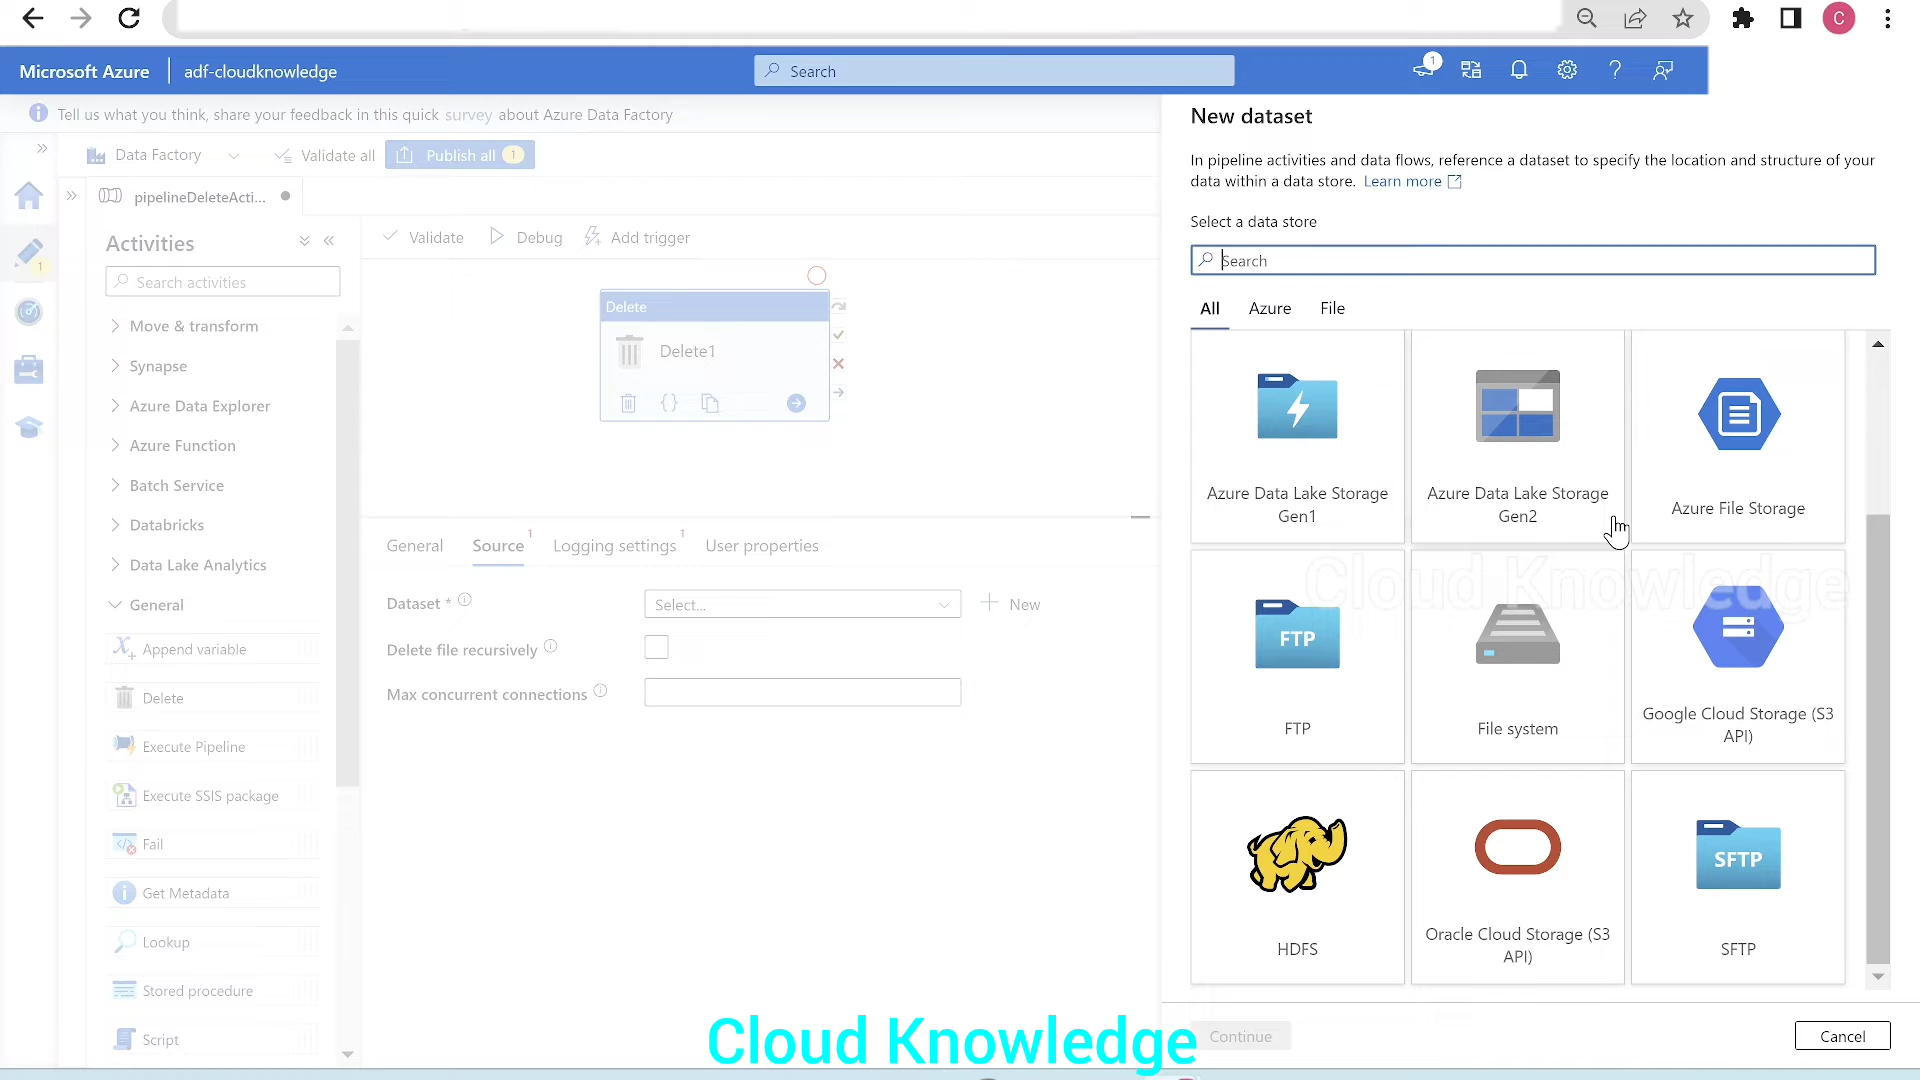 C
Microsoft Azure
adf-cloudknowledge
Search
1
Tell us what you think, share your feedback in this quick survey about Azure Data Factory
Data Factory
Validate all
Publish all 1
pipelineDeleteActi...
1
Activities
Search activities
Move & transform
Synapse
Azure Data Explorer
Azure Function
Batch Service
Databricks
Data Lake Analytics
General
Append variable
Delete
Execute Pipeline
Execute SSIS package
Fail
Get Metadata
Lookup
Stored procedure
Script
Validate
Debug
Add trigger
Delete
Delete1
General
Source 1
Logging settings 1
User properties
Dataset *
Select...
New
Delete file recursively
Max concurrent connections
New dataset
In pipeline activities and data flows, reference a dataset to specify the location and structure of your
data within a data store. Learn more
Select a data store
Search
All
Azure
File
Azure Data Lake Storage
Gen1
Azure Data Lake Storage
Gen2
Azure File Storage
Cloud Knowledge
FTP
FTP
File system
Google Cloud Storage (S3
API)
HDFS
Oracle Cloud Storage (S3
API)
SFTP
SFTP
Continue
Cancel
Cloud Knowledge